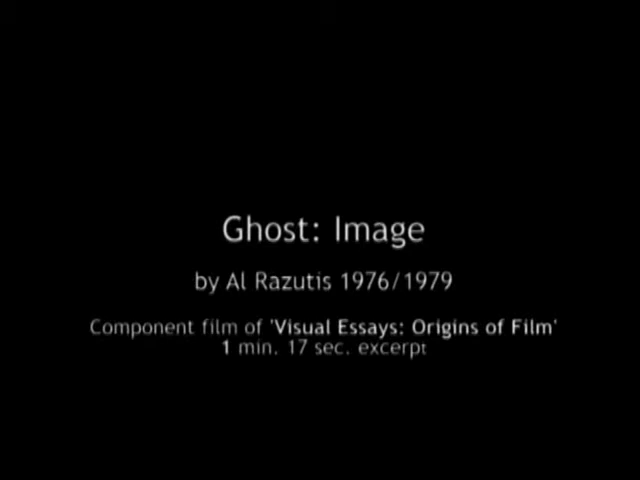 Ghost: Image
by Al Razutis 1976/1979
Component film of 'Visual Essays: Origins of Film'
1 min. 17 sec. excerpt